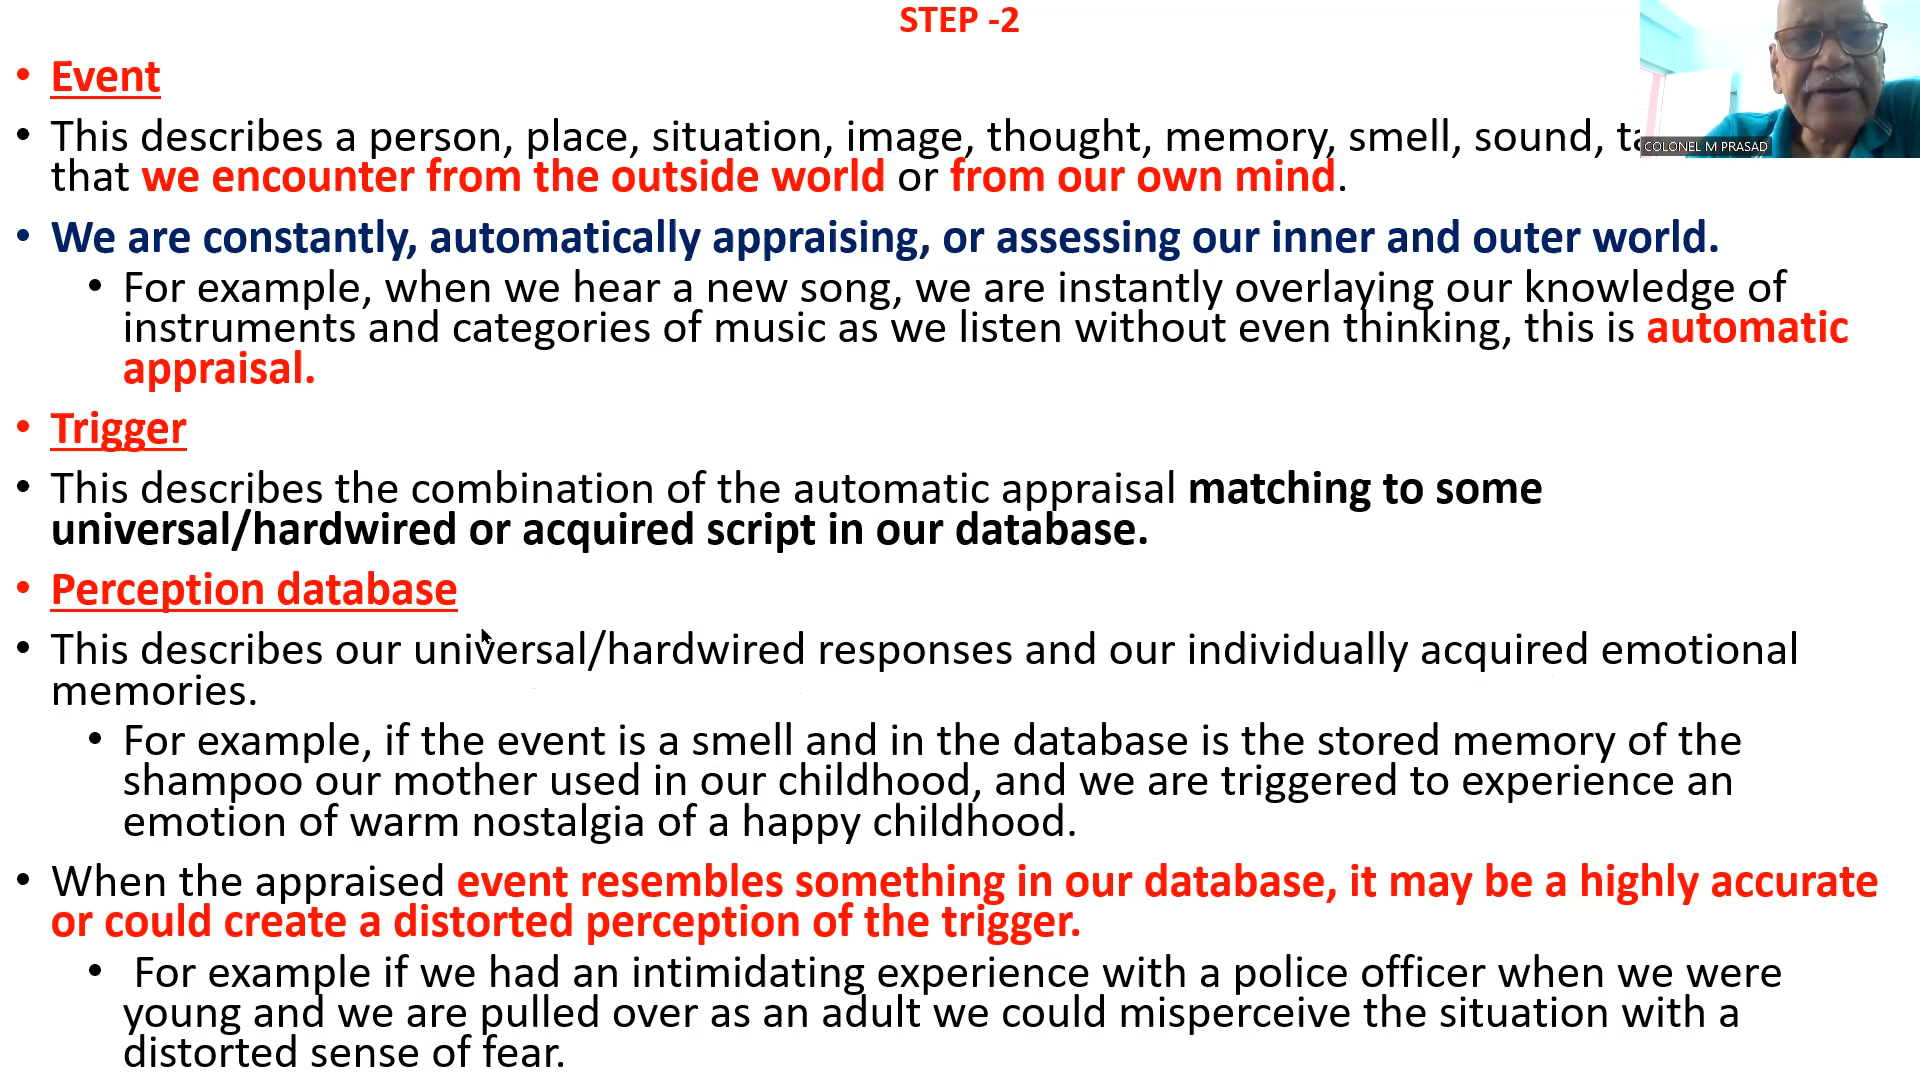 STEP -2
• Event
• This describes a person, place, situation, image, thought, memory, smell, sound,
that we encounter from the outside world or from our own mind.
• We are constantly, automatically appraising, or assessing our inner and outer world.
• For example, when we hear a new song, we are instantly overlaying our knowledge of
instruments and categories of music as we listen without even thinking, this is automatic
appraisal.
• Trigger
• This describes the combination of the automatic appraisal matching to some
universal/hardwired or acquired script in our database.
• Perception database
• This describes our universal/hardwired responses and our individually acquired emotional
memories.
• For example, if the event is a smell and in the database is the stored memory of the
shampoo our mother used in our childhood, and we are triggered to experience an
emotion of warm nostalgia of a happy childhood.
• When the appraised event resembles something in our database, it may be a highly accurate
or could create a distorted perception of the trigger.
• For example if we had an intimidating experience with a police officer when we were
young and we are pulled over as an adult we could misperceive the situation with a
distorted sense of fear.
COLONEL M PRASAD